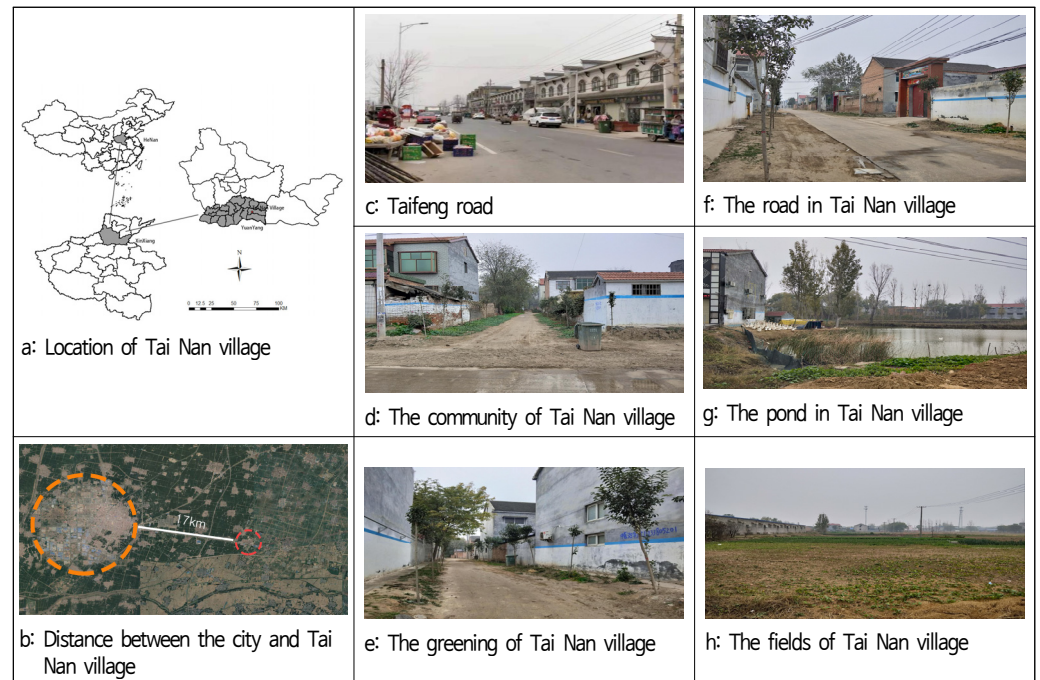 HeNan
Tai Nan Village
YuanYang
XinXiang
N
0 12.5 25 50 75 100
KM
a: Location of Tai Nan village
17km
b: Distance between the city and Tai
Nan village
c: Taifeng road
d: The community of Tai Nan village
e: The greening of Tai Nan village
f: The road in Tai Nan village
g: The pond in Tai Nan village
h: The fields of Tai Nan village